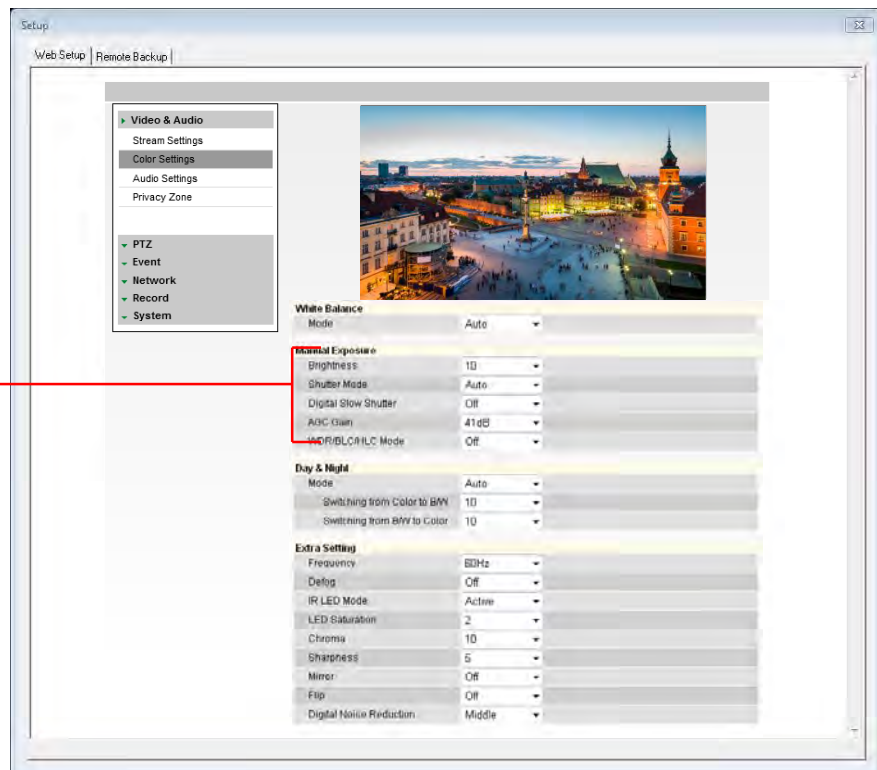 Setup
Web Setup Remote Backup
Video & Audio
Stream Settings
Color Settings
Audio Settings
Privacy Zone
PTZ
Event
Network
Record
System
White Balance
Mode Auto
Manual Exposure
Brightness 10
Shutter Mode Auto
Digital Slow Shutter Off
AGC Gain 41dB
WDR/BLC/HLC Mode Off
Day & Night
Mode Auto
Switching from Color to B/W 10
Switching from B/W to Color 10
Extra Setting
Frequency 60Hz
Defog Off
IR LED Mode Active
LED Saturation 2
Chroma 10
Sharpness 5
Mirror Off
Flip Off
Digital Noise Reduction Middle